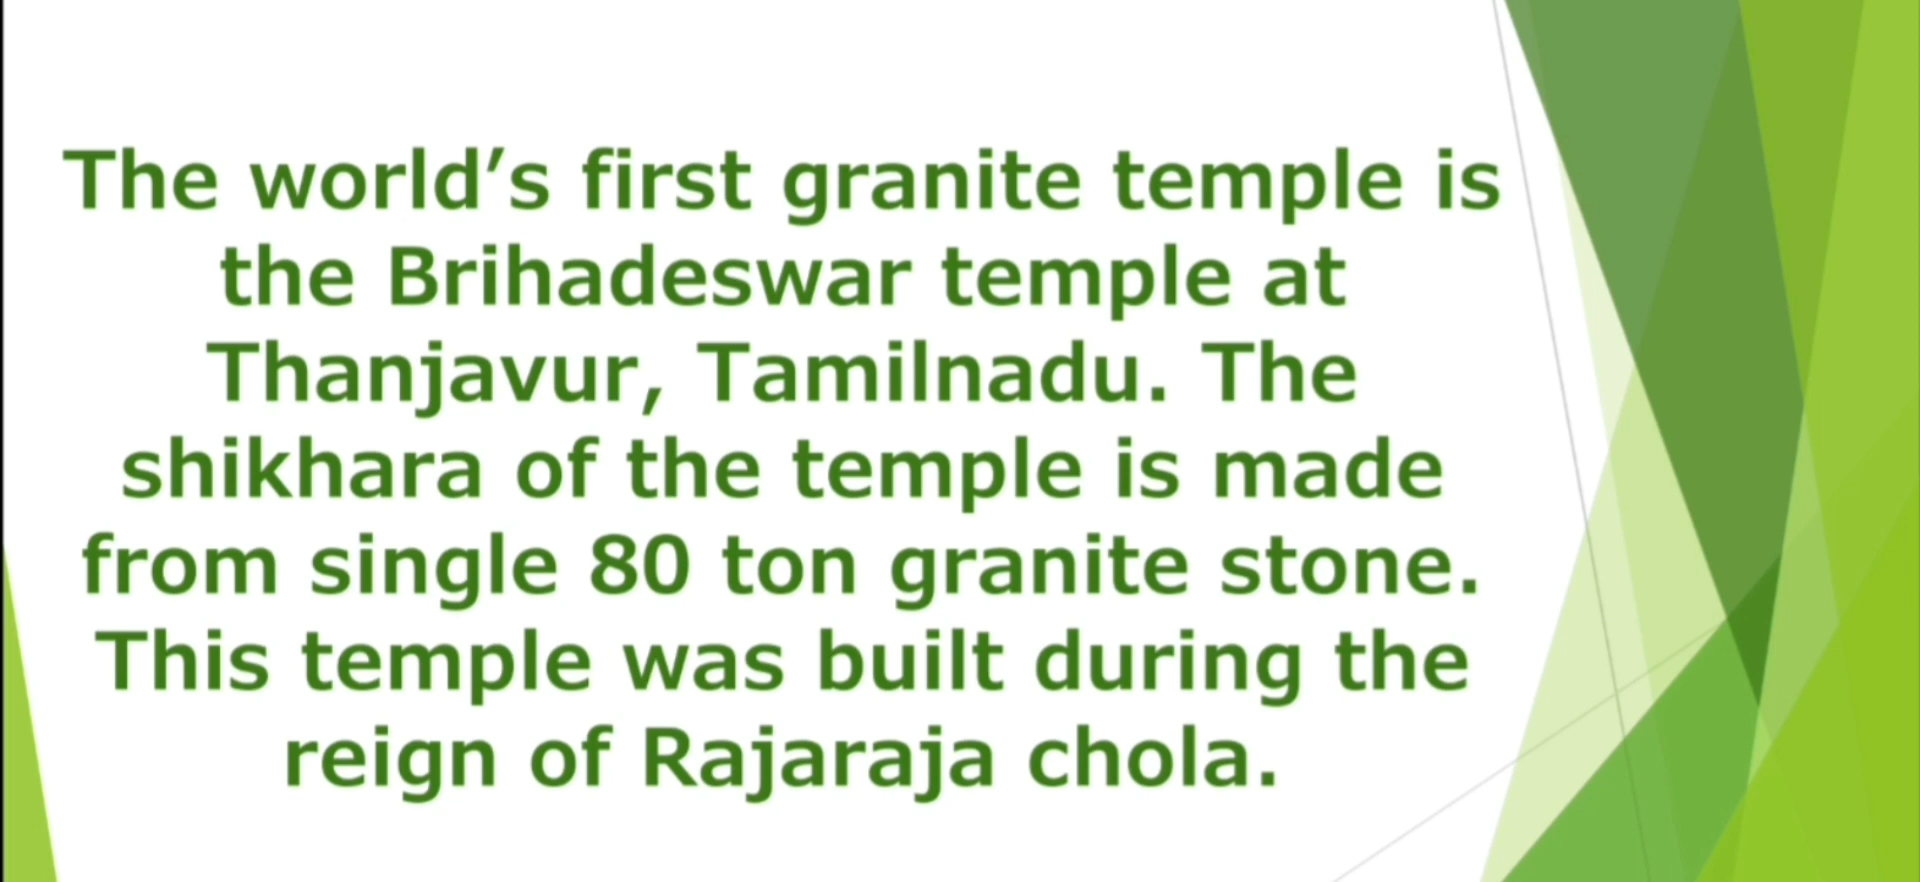 The world’s first granite temple is
the Brihadeswar temple at
Thanjavur, Tamilnadu. The
shikhara of the temple is made
from single 80 ton granite stone.
This temple was built during the
reign of Rajaraja chola.